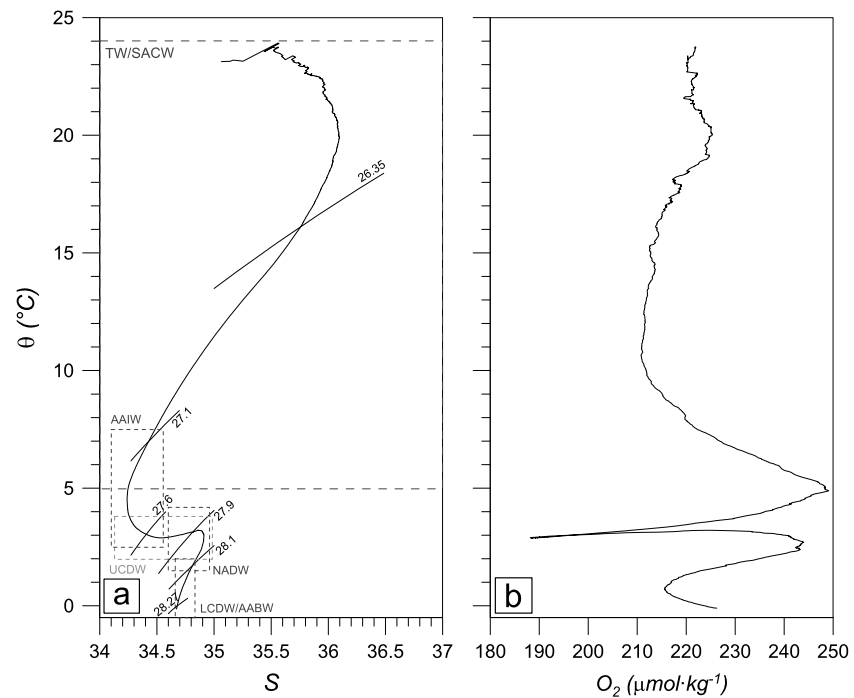 25
20
15
10
5
0
θ (°C)
TW/SACW
26.35
AAIW
27.1
27.6
27.9
28.1
UCDW
NADW
28.27
LCDW/AABW
a
34 34.5 35 35.5 36 36.5 37
S
b
180 190 200 210 220 230 240 250
O2 (μmol·kg-1)